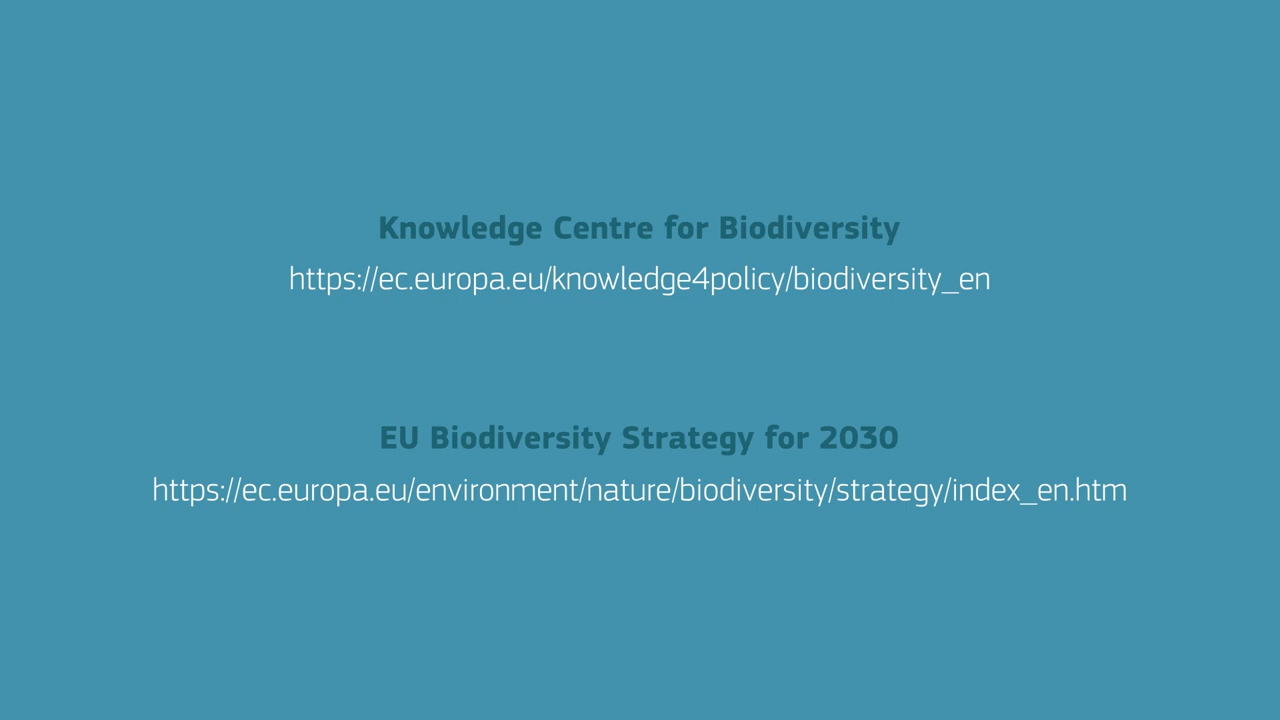 Knowledge Centre for Biodiversity
https://ec.europa.eu/knowledge4policy/biodiversity_en
EU Biodiversity Strategy for 2030
https://ec.europa.eu/environment/nature/biodiversity/strategy/index_en.htm